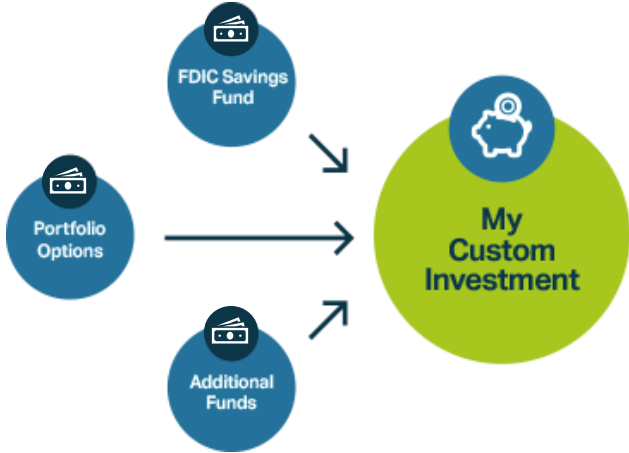 FDIC Savings
Fund
Portfolio
Options
My
Custom
Investment
Additional
Funds